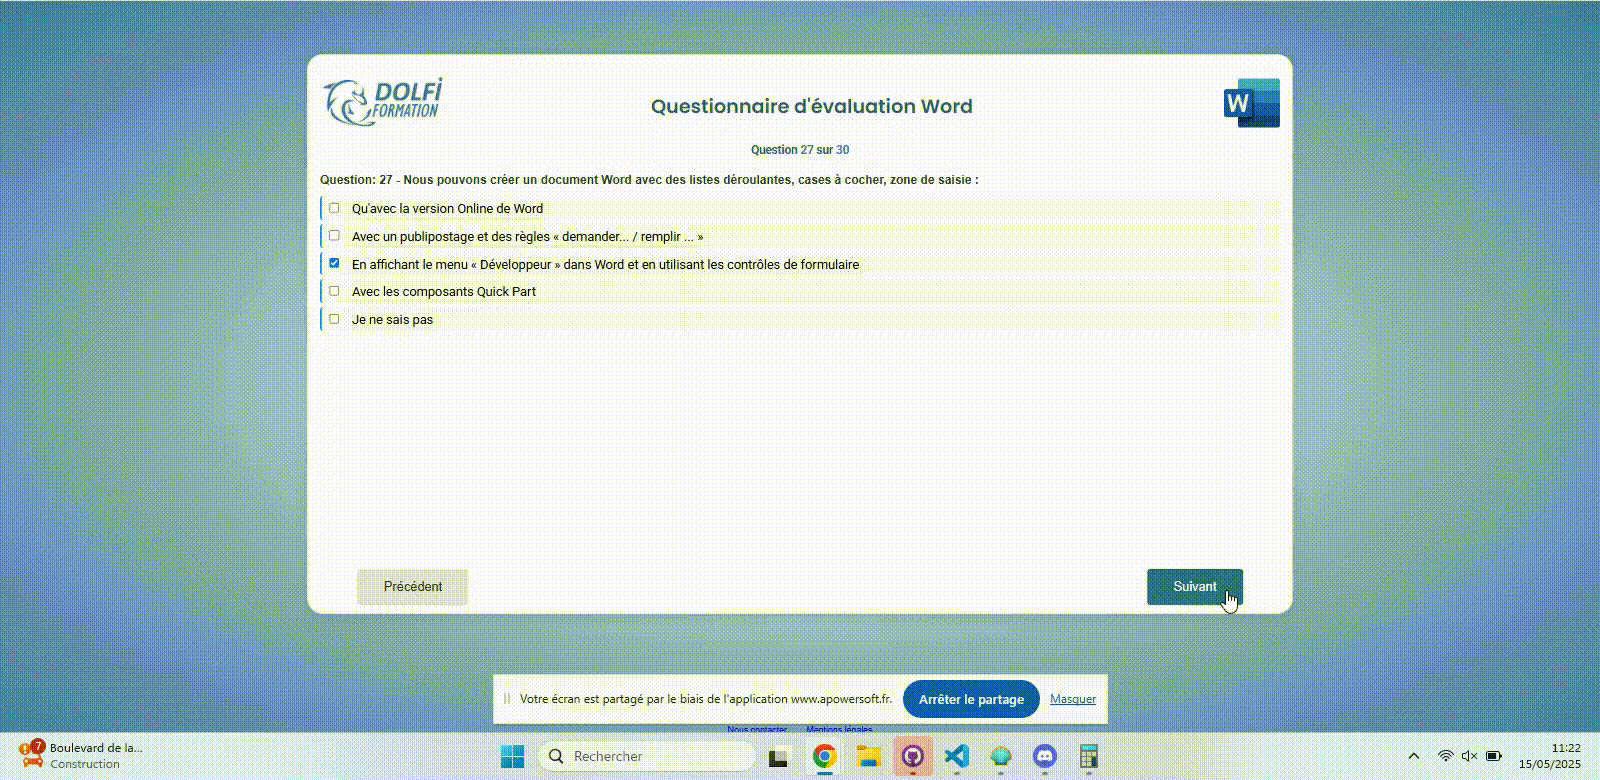 DOLFi
FORMATION
Questionnaire d'évaluation Word
W
Question 27 sur 30
Question: 27 - Nous pouvons créer un document Word avec des listes déroulantes, cases à cocher, zone de saisie :
Qu'avec la version Online de Word
Avec un publipostage et des règles « demander... / remplir ... »
En affichant le menu « Développeur » dans Word et en utilisant les contrôles de formulaire
Avec les composants Quick Part
Je ne sais pas
Précédent
Suivant
Votre écran est partagé par le biais de l'application www.apowersoft.fr.
Arrêter le partage
Masquer
Nous contacter
Mentions légales
7
Boulevard de la...
Construction
Rechercher
11:22
15/05/2025